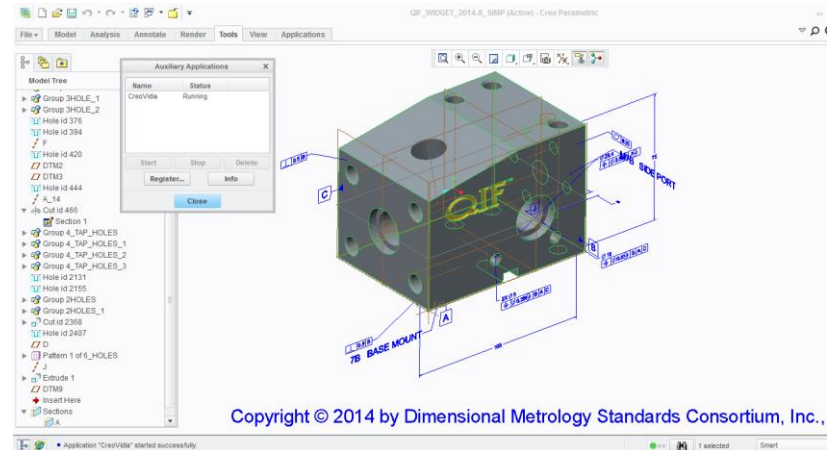 QIF_WIDGET_2014-8_SIMP (Active) - Creo Parametric
File Model Analysis Annotate Render Tools View Applications
Model Tree
Group 3HOLE_1
Group 3HOLE_2
Hole id 376
Hole id 394
F
Hole id 420
DTM2
DTM3
Hole id 444
A_14
Cut id 466
Section 1
Group 4_TAP_HOLES
Group 4_TAP_HOLES_1
Group 4_TAP_HOLES_2
Group 4_TAP_HOLES_3
Hole id 2131
Hole id 2155
Group 2HOLES
Group 2HOLES_1
Cut id 2368
Hole id 2407
D
Pattern 1 of 6_HOLES
J
Extrude 1
DTM9
Insert Here
Sections
A
Auxiliary Applications
Name Status
CreoVidia Running
Start Stop Delete
Register... Info
Close
C
QIF
SIDE PORT
B
A
7B BASE MOUNT
Copyright © 2014 by Dimensional Metrology Standards Consortium, Inc.,
Application "CreoVidia" started successfully.
1 selected
Smart